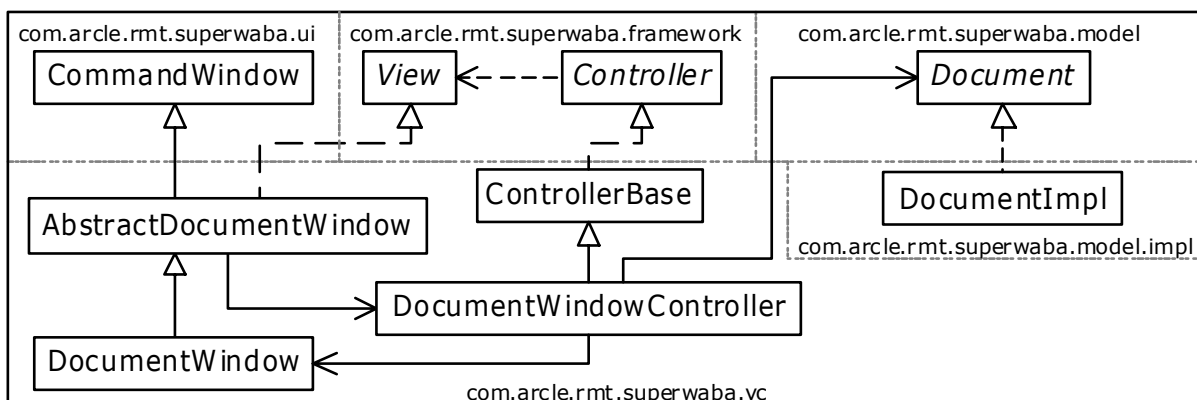 com.arcle.rmt.superwaba.ui
com.arcle.rmt.superwaba.framework
com.arcle.rmt.superwaba.model
CommandWindow
View
Controller
Document
ControllerBase
DocumentImpl
AbstractDocumentWindow
com.arcle.rmt.superwaba.model.impl
DocumentWindowController
DocumentWindow
com.arcle.rmt.superwaba.vc